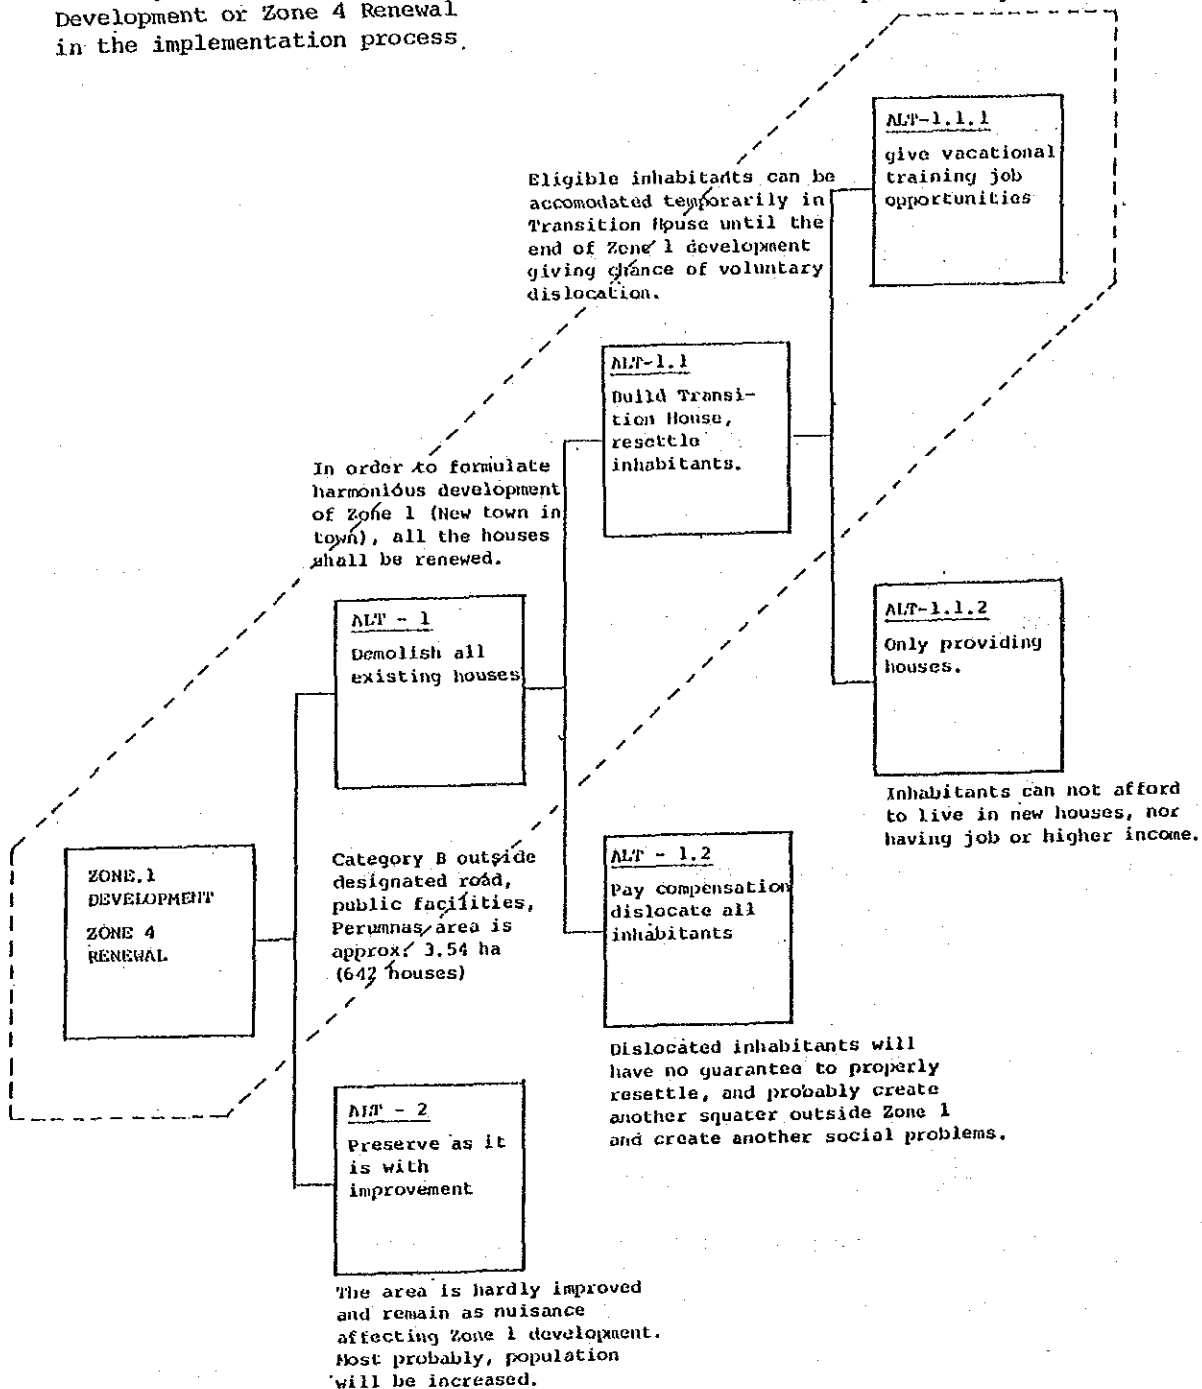 Development or Zone 4 Renewal
in the implementation process.
ALT-1.1.1
give vacational
training job
opportunities
Eligible inhabitants can be
accomodated temporarily in
Transition House until the
end of Zone 1 development
giving chance of voluntary
dislocation.
ALT-1.1
Build Transi-
tion House,
resettle
inhabitants.
In order to formulate
harmonious development
of Zone 1 (New town in
town), all the houses
shall be renewed.
ALT - 1
Demolish all
existing houses
ALT-1.1.2
Only providing
houses.
Inhabitants can not afford
to live in new houses, nor
having job or higher income.
ZONE.1
DEVELOPMENT
ZONE 4
RENEWAL
Category B outside
designated road,
public facilities,
Perumnas area is
approx. 3.54 ha
(642 houses)
ALT - 1.2
Pay compensation
dislocate all
inhabitants
Dislocated inhabitants will
have no guarantee to properly
resettle, and probably create
another squater outside Zone 1
and create another social problems.
ALT - 2
Preserve as it
is with
improvement
The area is hardly improved
and remain as nuisance
affecting Zone 1 development.
Most probably, population
will be increased.